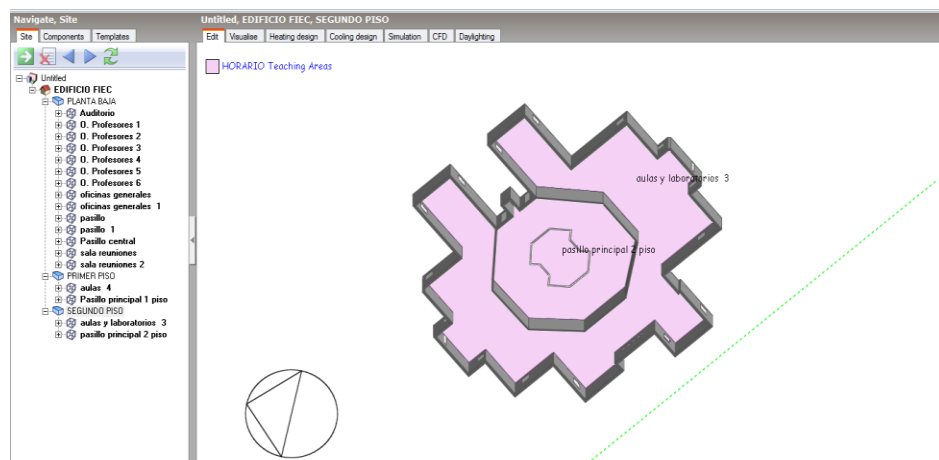 Navigate, Site
Site Components Templates
Untitled
EDIFICIO FIEC
PLANTA BAJA
Auditorio
O. Profesores 1
O. Profesores 2
O. Profesores 3
O. Profesores 4
O. Profesores 5
O. Profesores 6
oficinas generales
oficinas generales 1
pasillo
pasillo 1
Pasillo central
sala reuniones
sala reuniones 2
PRIMER PISO
aulas 4
Pasillo principal 1 piso
SEGUNDO PISO
aulas y laboratorios 3
pasillo principal 2 piso
Untitled, EDIFICIO FIEC, SEGUNDO PISO
Edit Visualise Heating design Cooling design Simulation CFD Daylighting
HORARIO Teaching Areas
aulas y laboratorios 3
pasillo principal 2 piso